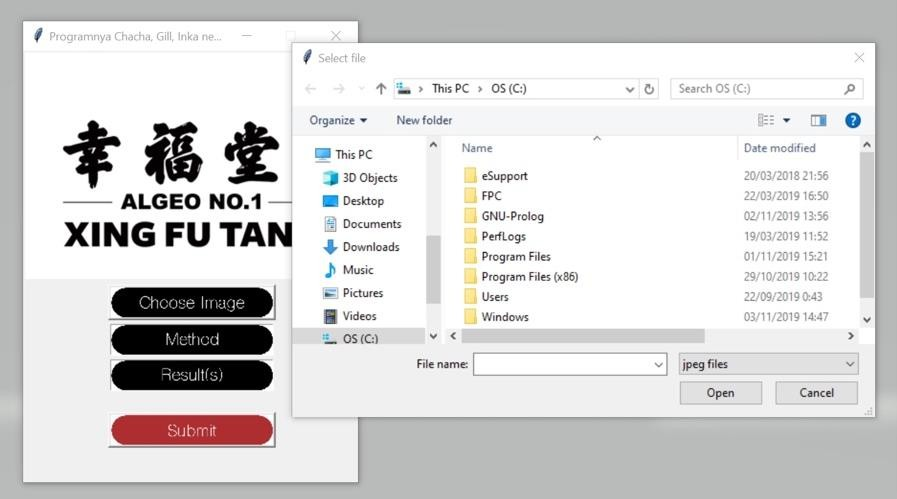 Programnya Chacha, Gill, Inka ne...
幸福堂
ALGEO NO.1
XING FU TAN
Choose Image
Method
Result(s)
Submit
Select file
This PC > OS (C:)
Search OS (C:)
Organize
New folder
This PC
3D Objects
Desktop
Documents
Downloads
Music
Pictures
Videos
OS (C:)
Name Date modified
eSupport 20/03/2018 21:56
FPC 22/03/2019 16:50
GNU-Prolog 02/11/2019 13:56
PerfLogs 19/03/2019 11:52
Program Files 01/11/2019 15:21
Program Files (x86) 29/10/2019 10:22
Users 22/09/2019 0:43
Windows 03/11/2019 14:47
File name:
jpeg files
Open Cancel